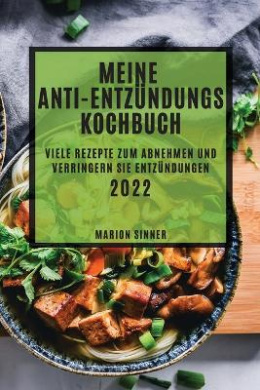 MEINE
ANTI-ENTZÜNDUNGS
KOCHBUCH
VIELE REZEPTE ZUM ABNEHMEN UND
VERRINGERN SIE ENTZÜNDUNGEN
2022
MARION SINNER